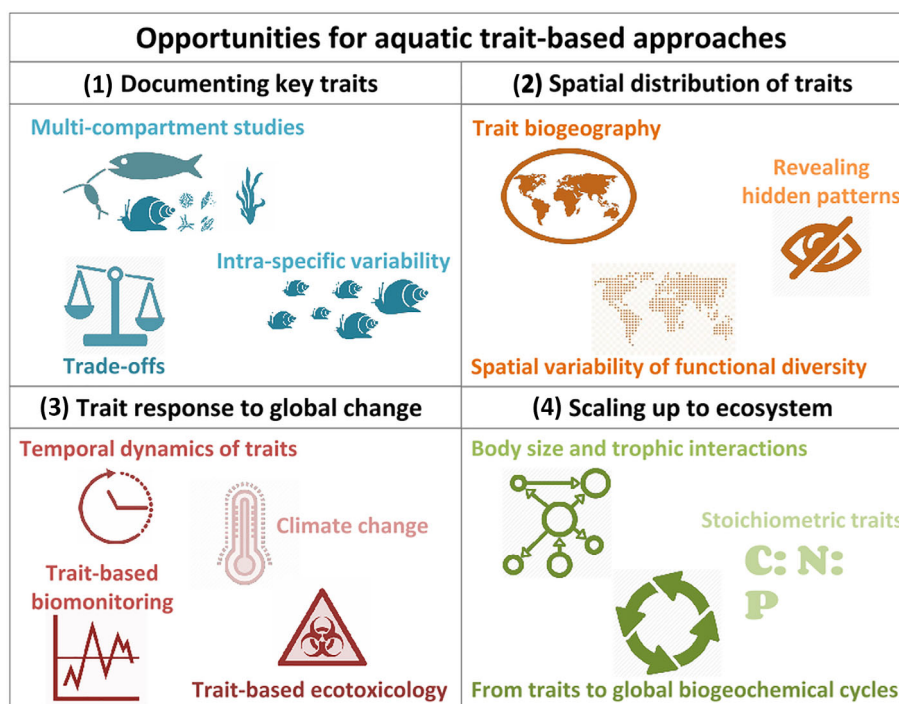 Opportunities for aquatic trait-based approaches
(1) Documenting key traits
Multi-compartment studies
Intra-specific variability
Trade-offs
(2) Spatial distribution of traits
Trait biogeography
Revealing
hidden patterns
Spatial variability of functional diversity
(3) Trait response to global change
Temporal dynamics of traits
Climate change
Trait-based
biomonitoring
Trait-based ecotoxicology
(4) Scaling up to ecosystem
Body size and trophic interactions
Stoichiometric traits
C: N:
P
From traits to global biogeochemical cycles